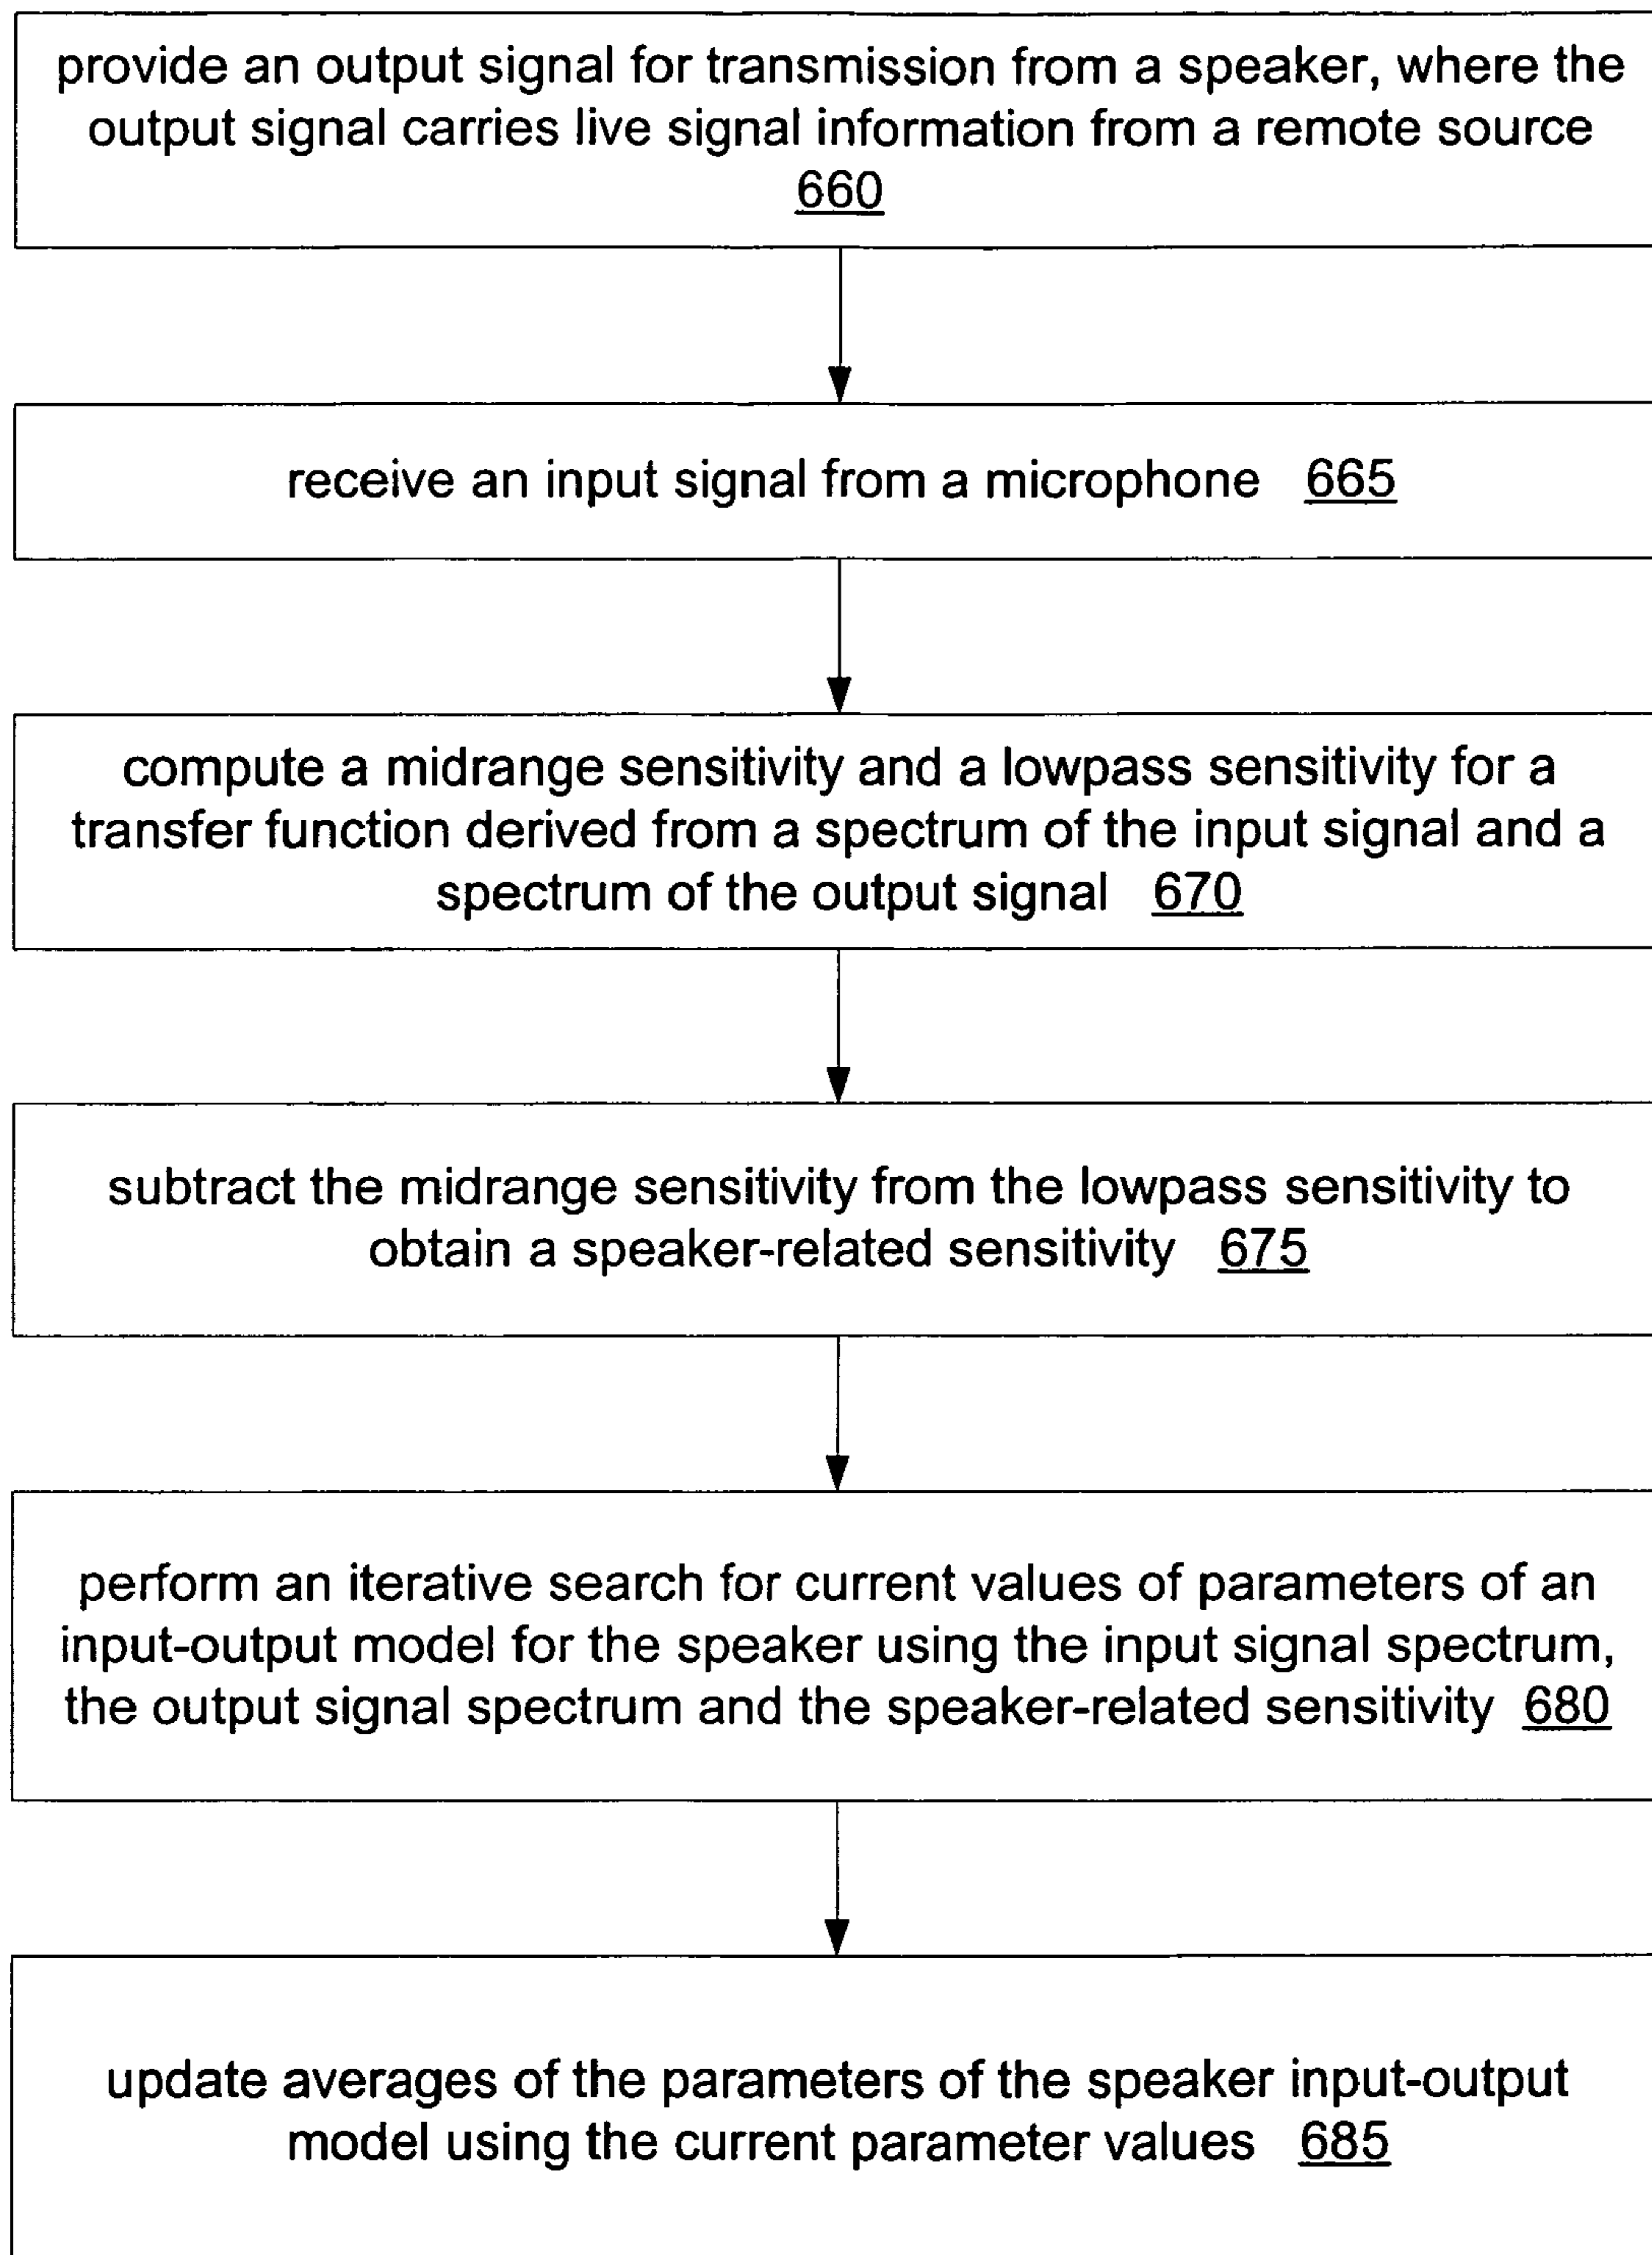 provide an output signal for transmission from a speaker, where the
output signal carries live signal information from a remote source
660
receive an input signal from a microphone 665
compute a midrange sensitivity and a lowpass sensitivity for a
transfer function derived from a spectrum of the input signal and a
spectrum of the output signal 670
subtract the midrange sensitivity from the lowpass sensitivity to
obtain a speaker-related sensitivity 675
perform an iterative search for current values of parameters of an
input-output model for the speaker using the input signal spectrum,
the output signal spectrum and the speaker-related sensitivity 680
update averages of the parameters of the speaker input-output
model using the current parameter values 685